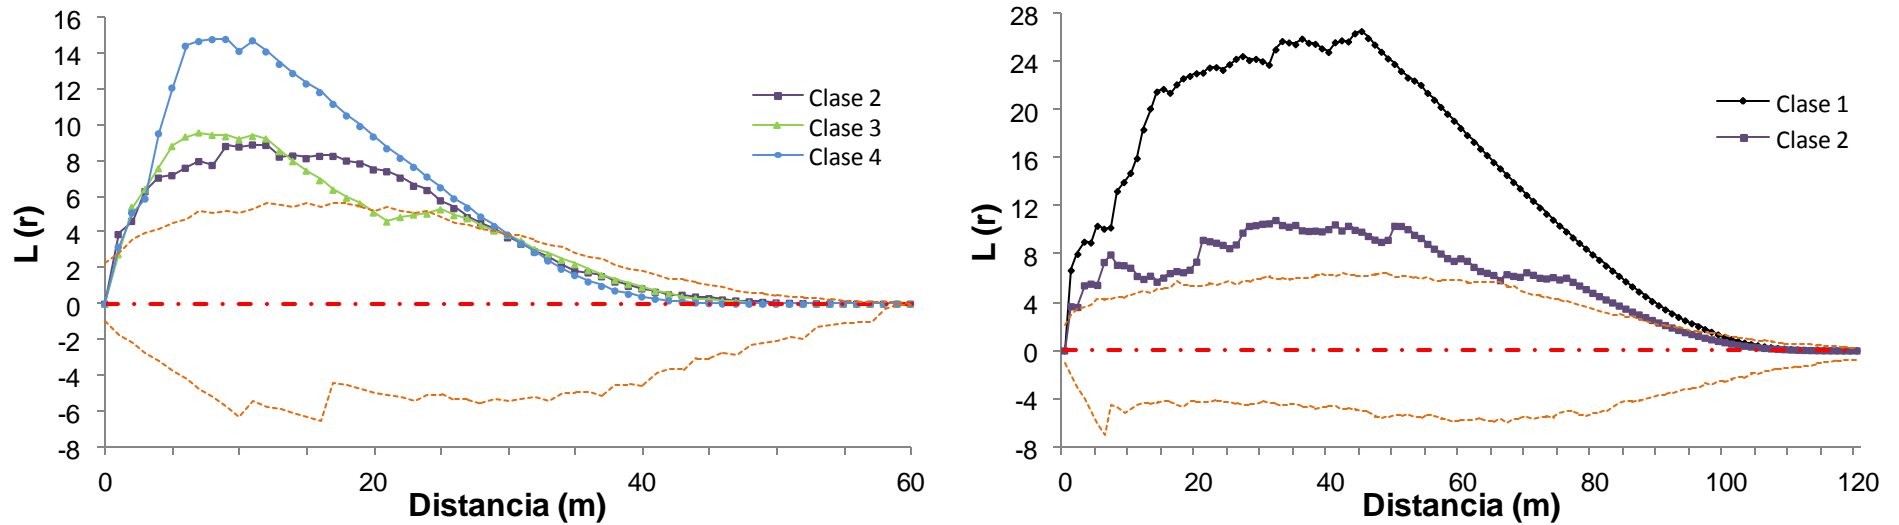 16
14
12
10
8
6
4
2
0
-2
-4
-6
-8
L (r)
Clase 2
Clase 3
Clase 4
0 20 40 60
Distancia (m)
28
24
20
16
12
8
4
0
-4
-8
L (r)
Clase 1
Clase 2
0 20 40 60 80 100 120
Distancia (m)